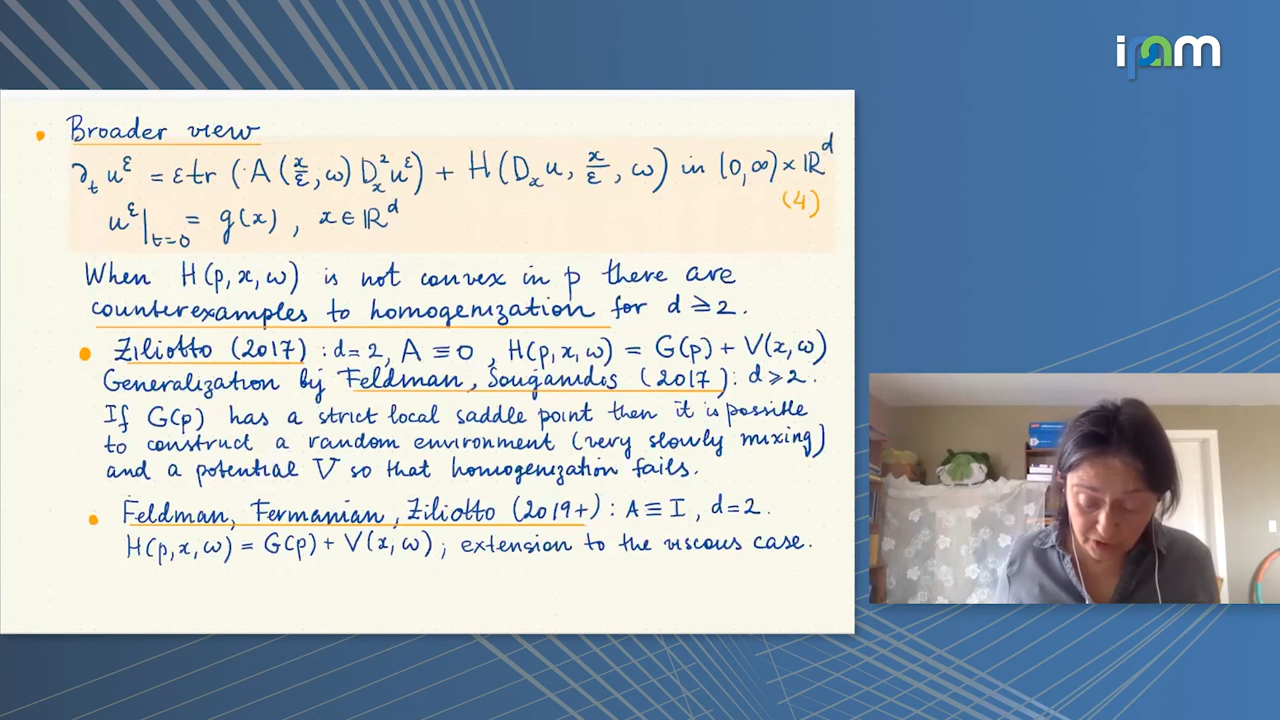 ipam
• Broader view
∂_t u^ε = ε tr (A(x/ε, ω) D_x^2 u^ε) + H(D_x u, x/ε, ω) in (0, ∞) × ℝ^d
(4)
u^ε|_{t=0} = g(x), x ∈ ℝ^d
When H(p, x, ω) is not convex in p there are
counterexamples to homogenization for d ⩾ 2.
• Ziliotto (2017) : d = 2, A ≡ 0, H(p, x, ω) = G(p) + V(x, ω)
Generalization by Feldman, Souganidis (2017): d ⩾ 2.
If G(p) has a strict local saddle point then it is possible
to construct a random environment (very slowly mixing)
and a potential V so that homogenization fails.
• Feldman, Fermanian, Ziliotto (2019+) : A ≡ I, d = 2.
H(p, x, ω) = G(p) + V(x, ω) ; extension to the viscous case.